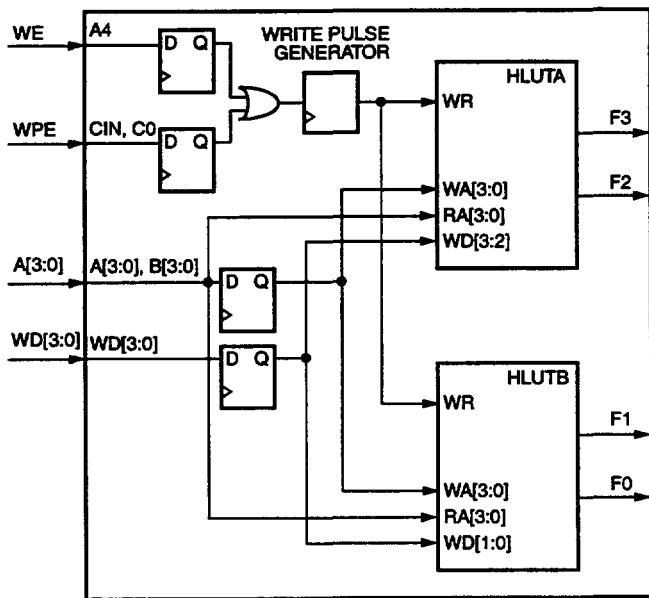 WE
A4
D Q
WRITE PULSE
GENERATOR
HLUTA
WR
F3
WPE
CIN, C0
D Q
F2
WA[3:0]
RA[3:0]
WD[3:2]
A[3:0]
A[3:0], B[3:0]
D Q
WD[3:0]
WD[3:0]
D Q
HLUTB
WR
F1
WA[3:0]
F0
RA[3:0]
WD[1:0]